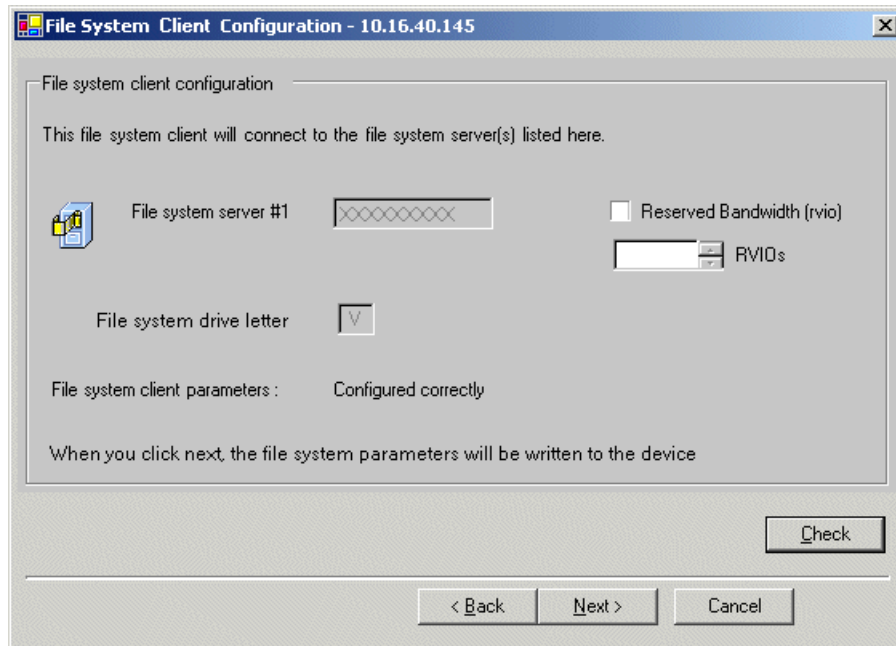 File System Client Configuration - 10.16.40.145
File system client configuration
This file system client will connect to the file system server(s) listed here.
File system server #1
XXXXXXXXXX
Reserved Bandwidth (rvio)
RVIOs
File system drive letter
V
File system client parameters :
Configured correctly
When you click next, the file system parameters will be written to the device
Check
< Back
Next >
Cancel